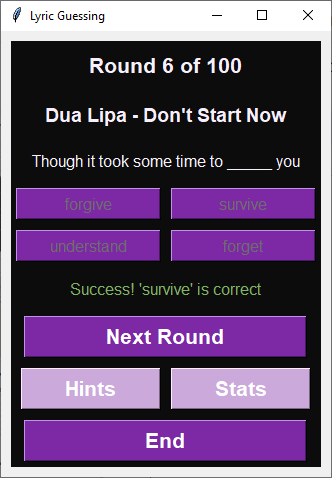 Lyric Guessing
Round 6 of 100
Dua Lipa - Don't Start Now
Though it took some time to _____ you
forgive survive
understand forget
Success! 'survive' is correct
Next Round
Hints Stats
End